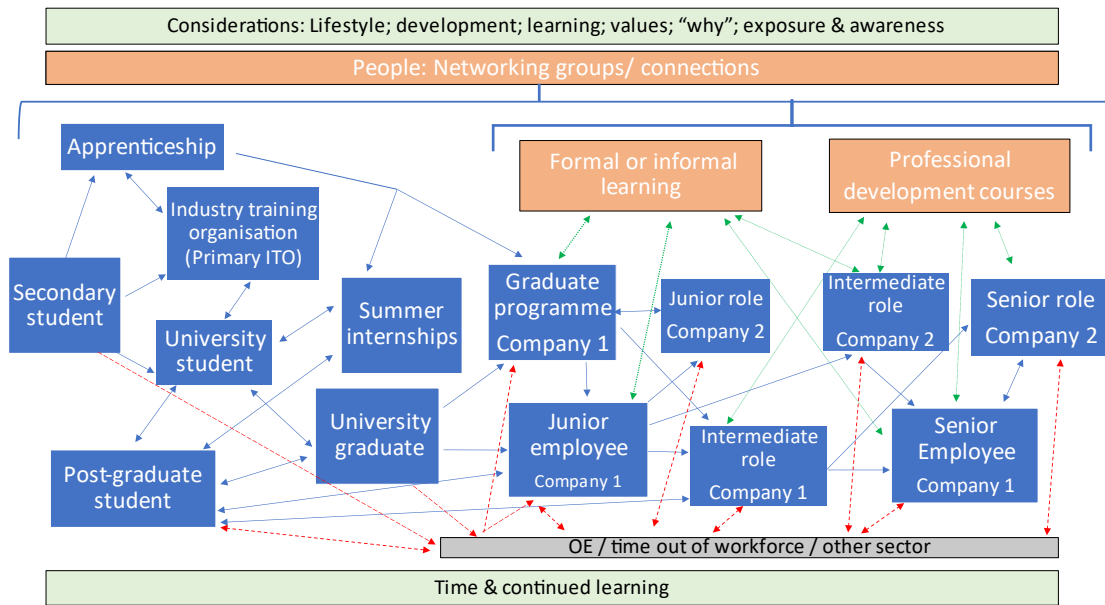 Considerations: Lifestyle; development; learning; values; “why”; exposure & awareness
People: Networking groups/ connections
Apprenticeship
Formal or informal
learning
Professional
development courses
Industry training
organisation
(Primary ITO)
Secondary
student
Summer
internships
Graduate
programme
Company 1
Junior role
Company 2
Intermediate
role
Company 2
Senior role
Company 2
University
student
University
graduate
Junior
employee
Company 1
Intermediate
role
Company 1
Senior
Employee
Company 1
Post-graduate
student
OE / time out of workforce / other sector
Time & continued learning